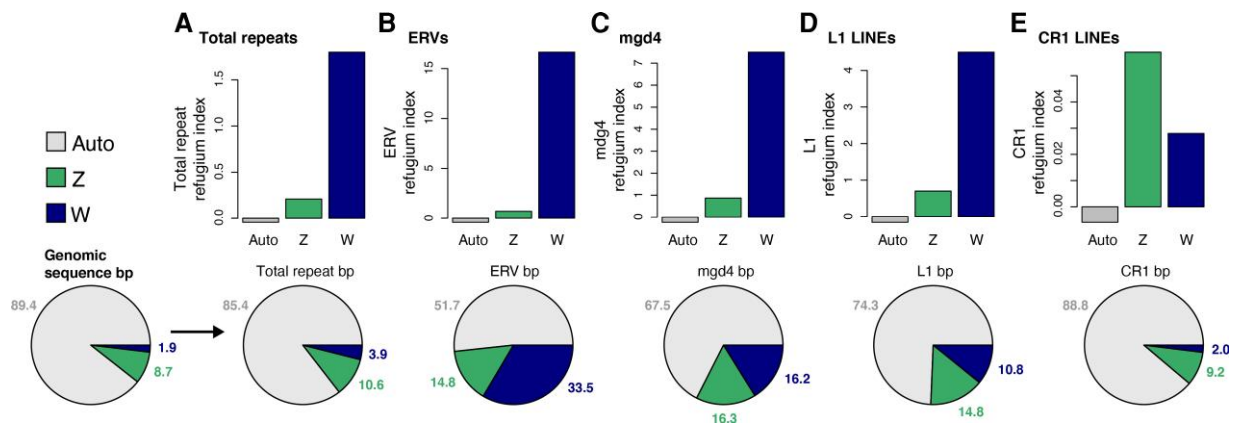 A Total repeats
Total repeat
refugium index
0.0 0.5 1.0 1.5
Auto Z W
B ERVs
ERV
refugium index
0 5 10 15
Auto Z W
C mgd4
mdg4
refugium index
0 1 2 3 4 5 6 7
Auto Z W
D L1 LINEs
L1
refugium index
0 1 2 3 4
Auto Z W
E CR1 LINEs
CR1
refugium index
0.00 0.02 0.04
Auto Z W
Auto
Z
W
Genomic
sequence bp
89.4
1.9
8.7
Total repeat bp
85.4
3.9
10.6
ERV bp
51.7
14.8
33.5
mgd4 bp
67.5
16.2
16.3
L1 bp
74.3
10.8
14.8
CR1 bp
88.8
2.0
9.2